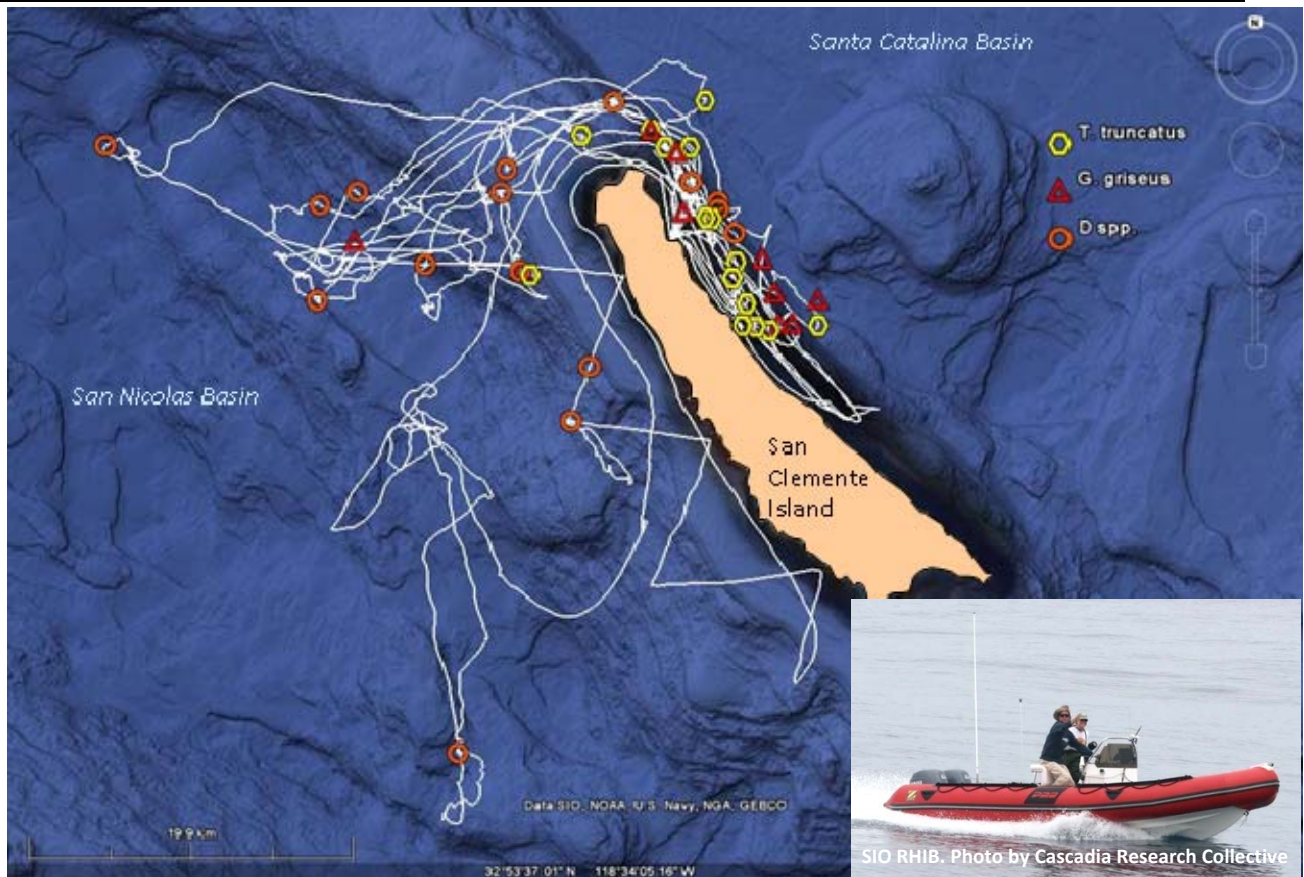 Santa Catalina Basin
N
T. truncatus
G. griseus
D spp.
San Nicolas Basin
San
Clemente
Island
Data SIO, NOAA, U.S. Navy, NGA, GEBCO
19.9 km
32°53'37.01" N 118°34'05.16" W
SIO RHIB. Photo by Cascadia Research Collective